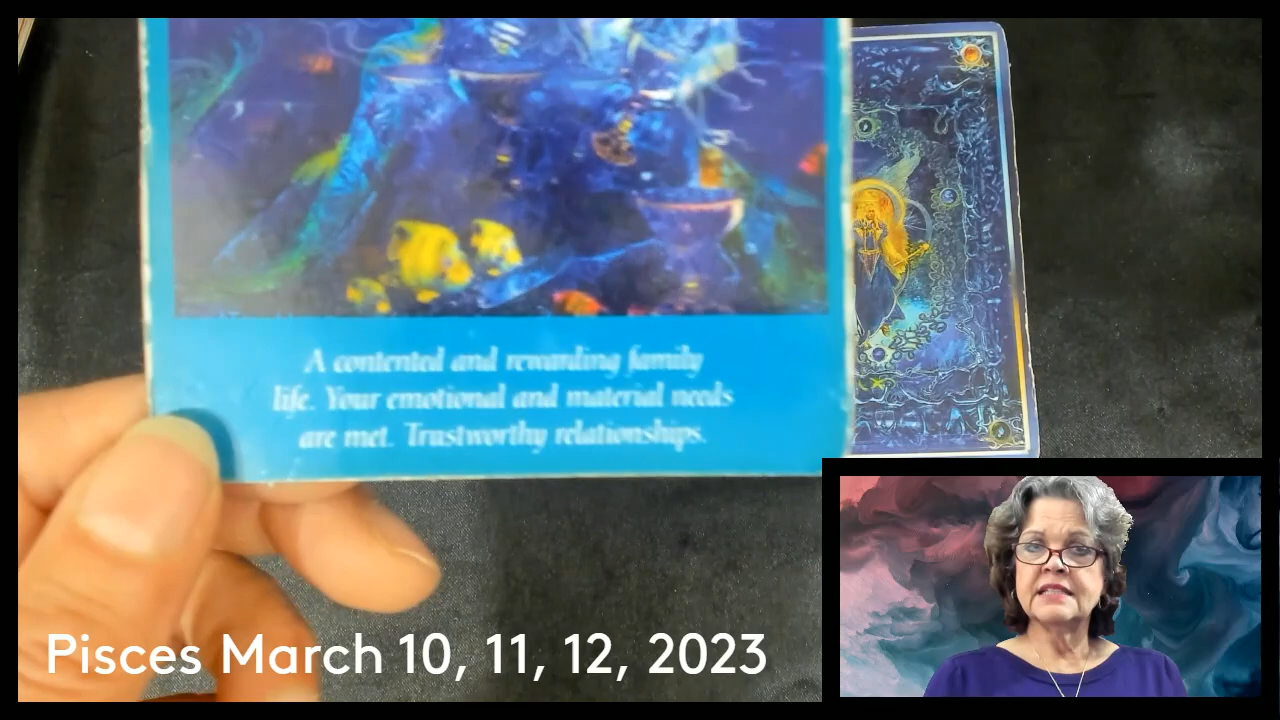 A contented and rewarding family
life. Your emotional and material needs
are met. Trustworthy relationships.
Pisces March 10, 11, 12, 2023